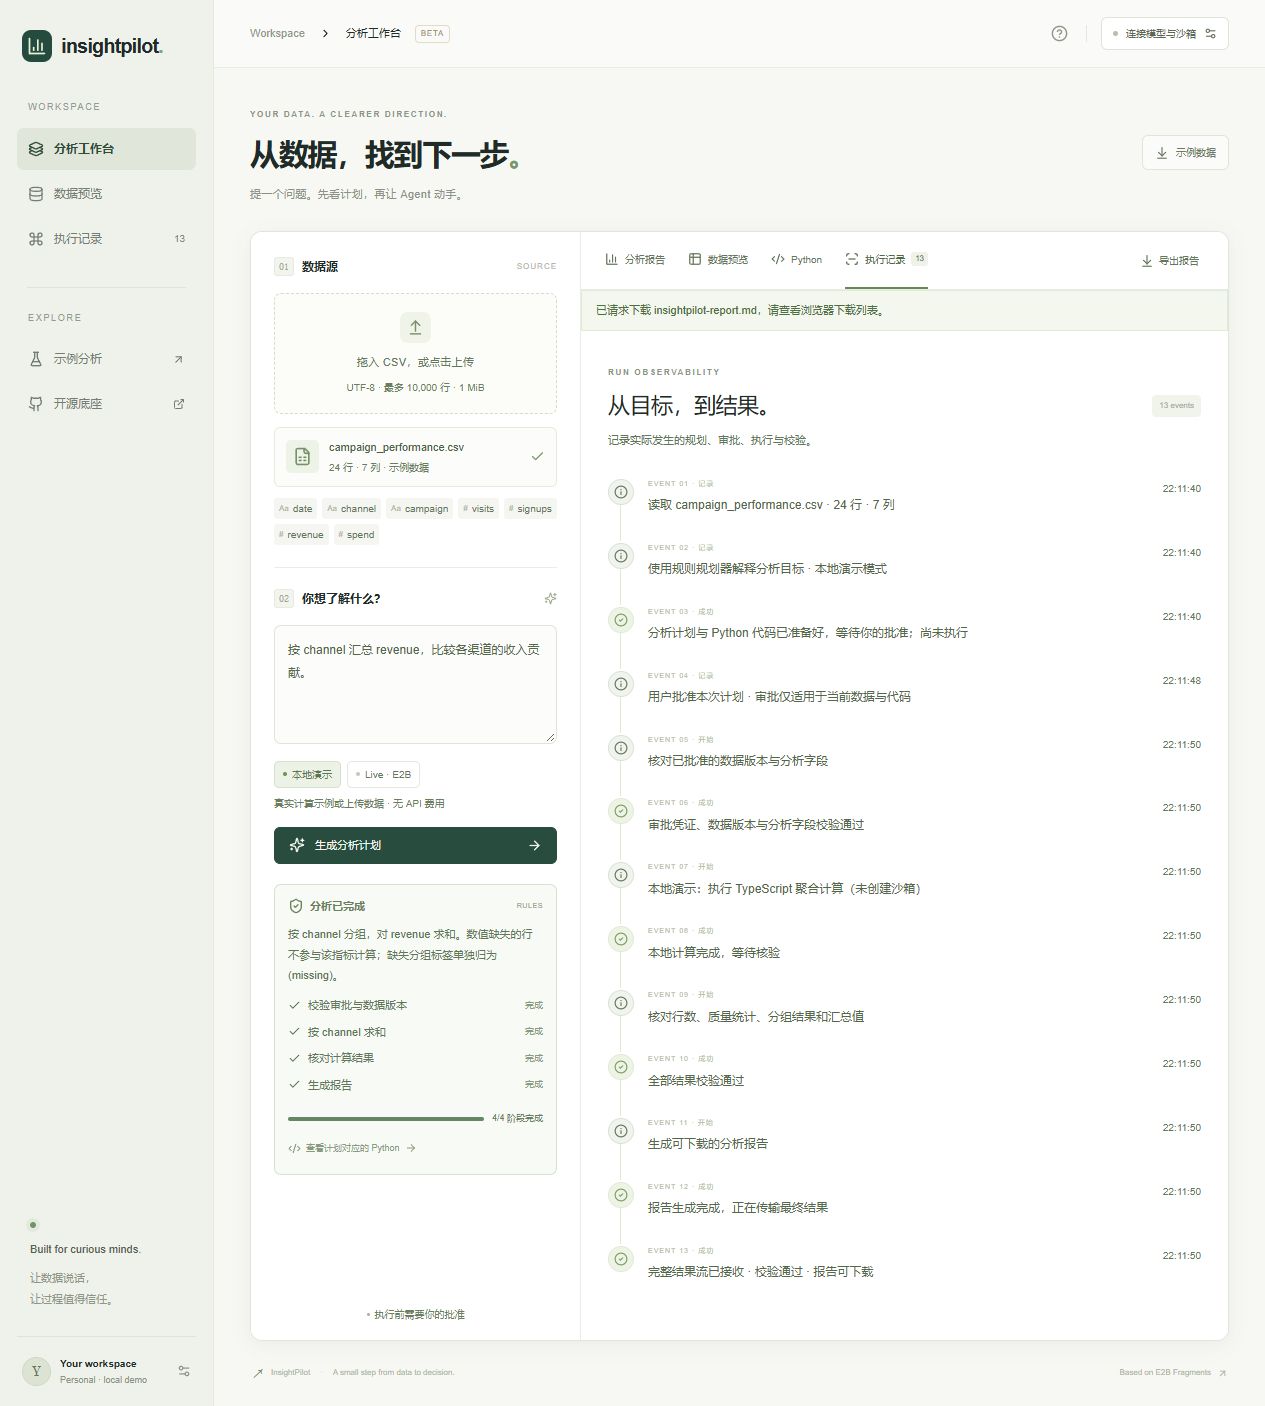 insightpilot.
WORKSPACE
分析工作台
数据预览
执行记录 13
EXPLORE
示例分析
开源底座
Built for curious minds.
让数据说话，
让过程值得信任。
Y
Your workspace
Personal · local demo
Workspace > 分析工作台 BETA
连接模型与沙箱
YOUR DATA. A CLEARER DIRECTION.
从数据，找到下一步。
提一个问题。先看计划，再让 Agent 动手。
示例数据
01 数据源 SOURCE
拖入 CSV，或点击上传
UTF-8 · 最多 10,000 行 · 1 MiB
campaign_performance.csv
24 行 · 7 列 · 示例数据
Aa date Aa channel Aa campaign # visits # signups
# revenue # spend
02 你想了解什么？
按 channel 汇总 revenue，比较各渠道的收入贡
献。
本地演示 Live · E2B
真实计算示例或上传数据 · 无 API 费用
生成分析计划
分析已完成 RULES
按 channel 分组，对 revenue 求和。数值缺失的行
不参与该指标计算；缺失分组标签单独归为
(missing)。
校验审批与数据版本 完成
按 channel 求和 完成
核对计算结果 完成
生成报告 完成
4/4 阶段完成
查看计划对应的 Python
执行前需要你的批准
分析报告 数据预览 Python 执行记录 13 导出报告
已请求下载 insightpilot-report.md，请查看浏览器下载列表。
RUN OBSERVABILITY
从目标，到结果。
13 events
记录实际发生的规划、审批、执行与校验。
EVENT 01 · 记录
读取 campaign_performance.csv · 24 行 · 7 列
22:11:40
EVENT 02 · 记录
使用规则规划器解释分析目标 · 本地演示模式
22:11:40
EVENT 03 · 成功
分析计划与 Python 代码已准备好，等待你的批准；尚未执行
22:11:40
EVENT 04 · 记录
用户批准本次计划 · 审批仅适用于当前数据与代码
22:11:48
EVENT 05 · 开始
核对已批准的数据版本与分析字段
22:11:50
EVENT 06 · 成功
审批凭证、数据版本与分析字段校验通过
22:11:50
EVENT 07 · 开始
本地演示：执行 TypeScript 聚合计算（未创建沙箱）
22:11:50
EVENT 08 · 成功
本地计算完成，等待核验
22:11:50
EVENT 09 · 开始
核对行数、质量统计、分组结果和汇总值
22:11:50
EVENT 10 · 成功
全部结果校验通过
22:11:50
EVENT 11 · 开始
生成可下载的分析报告
22:11:50
EVENT 12 · 成功
报告生成完成，正在传输最终结果
22:11:50
EVENT 13 · 成功
完整结果流已接收 · 校验通过 · 报告可下载
22:11:50
InsightPilot · A small step from data to decision.
Based on E2B Fragments